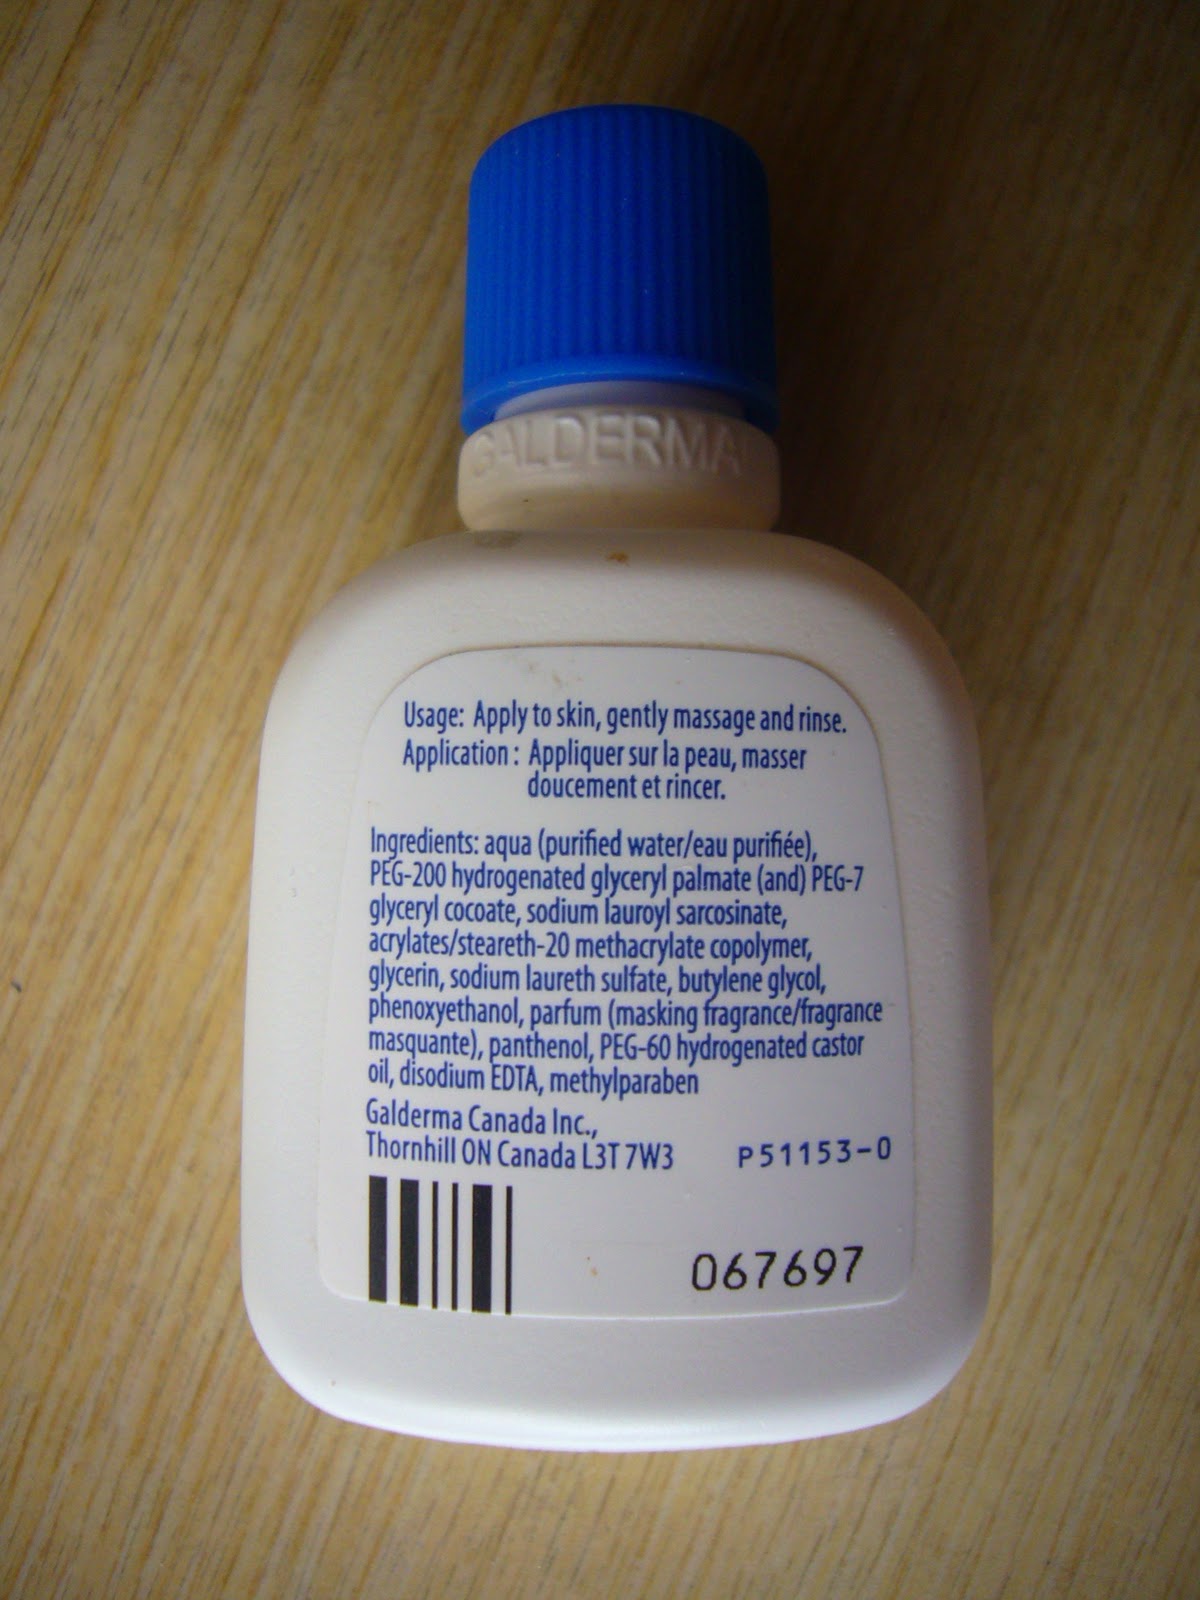 GALDERMA
Usage: Apply to skin, gently massage and rinse.
Application : Appliquer sur la peau, masser
doucement et rincer.
Ingredients: aqua (purified water/eau purifiée),
PEG-200 hydrogenated glyceryl palmate (and) PEG-7
glyceryl cocoate, sodium lauroyl sarcosinate,
acrylates/steareth-20 methacrylate copolymer,
glycerin, sodium laureth sulfate, butylene glycol,
phenoxyethanol, parfum (masking fragrance/fragrance
masquante), panthenol, PEG-60 hydrogenated castor
oil, disodium EDTA, methylparaben
Galderma Canada Inc.,
Thornhill ON Canada L3T 7W3 P51153-0
067697